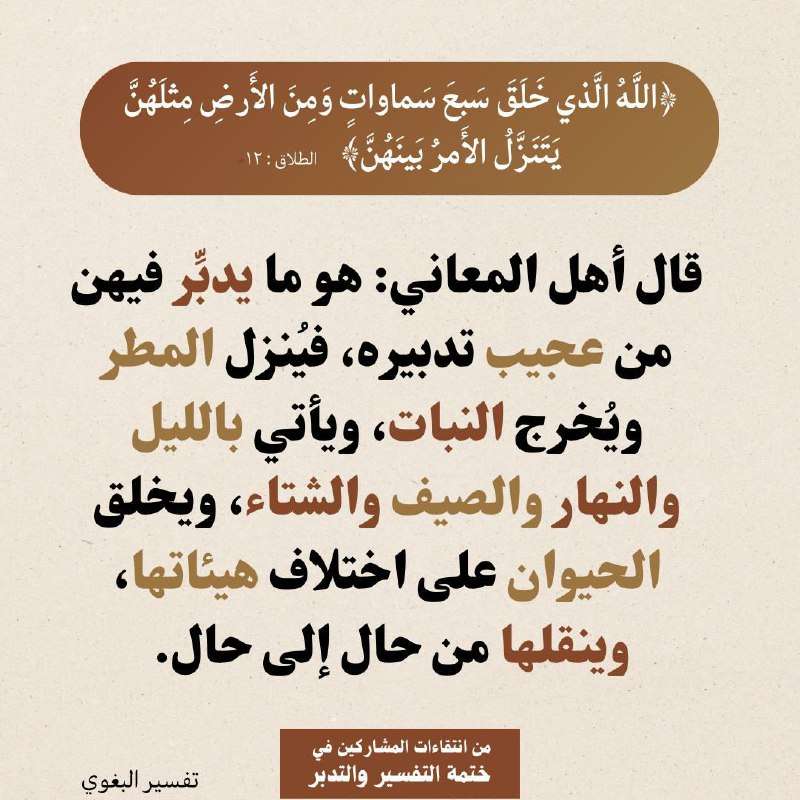 ﴿اللَّهُ الَّذي خَلَقَ سَبعَ سَماواتٍ وَمِنَ الأَرضِ مِثلَهُنَّ
يَتَنَزَّلُ الأَمرُ بَينَهُنَّ﴾ الطلاق : ١٢
قال أهل المعاني: هو ما يدبِّر فيهن
من عجيب تدبيره، فيُنزل المطر
ويُخرج النبات، ويأتي بالليل
والنهار والصيف والشتاء، ويخلق
الحيوان على اختلاف هيئاتها،
وينقلها من حال إلى حال.
من انتقاءات المشاركين في
ختمة التفسير والتدبر
تفسير البغوي